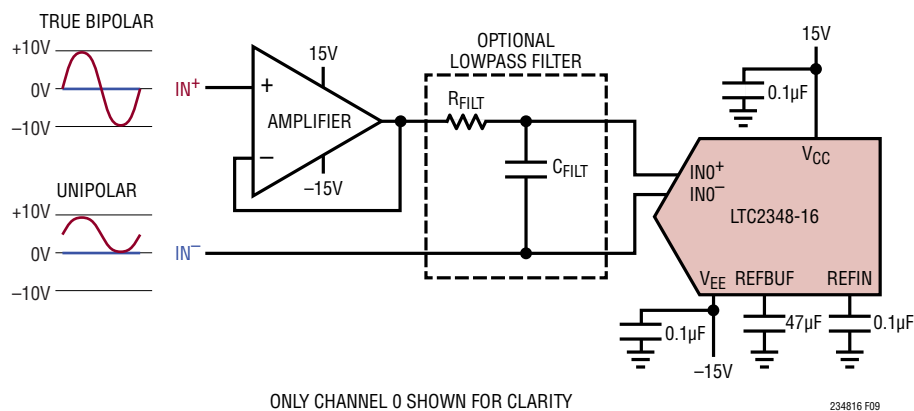 TRUE BIPOLAR
+10V
0V
–10V
IN+
UNIPOLAR
+10V
0V
–10V
IN–
15V
+
AMPLIFIER
–
–15V
OPTIONAL
LOWPASS FILTER
RFILT
CFILT
15V
0.1µF
VCC
IN0+
IN0–
LTC2348-16
VEE REFBUF REFIN
0.1µF
47µF
0.1µF
–15V
ONLY CHANNEL 0 SHOWN FOR CLARITY
234816 F09